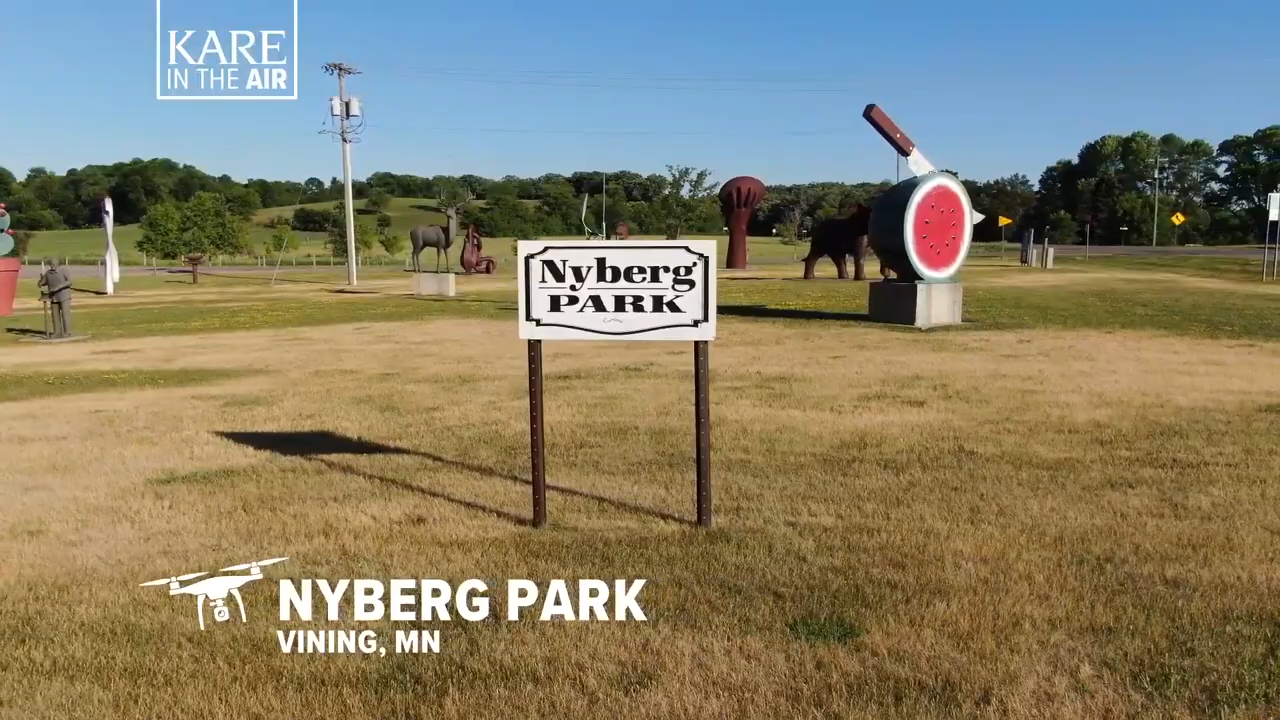 KARE
IN THE AIR
Nyberg
PARK
NYBERG PARK
VINING, MN